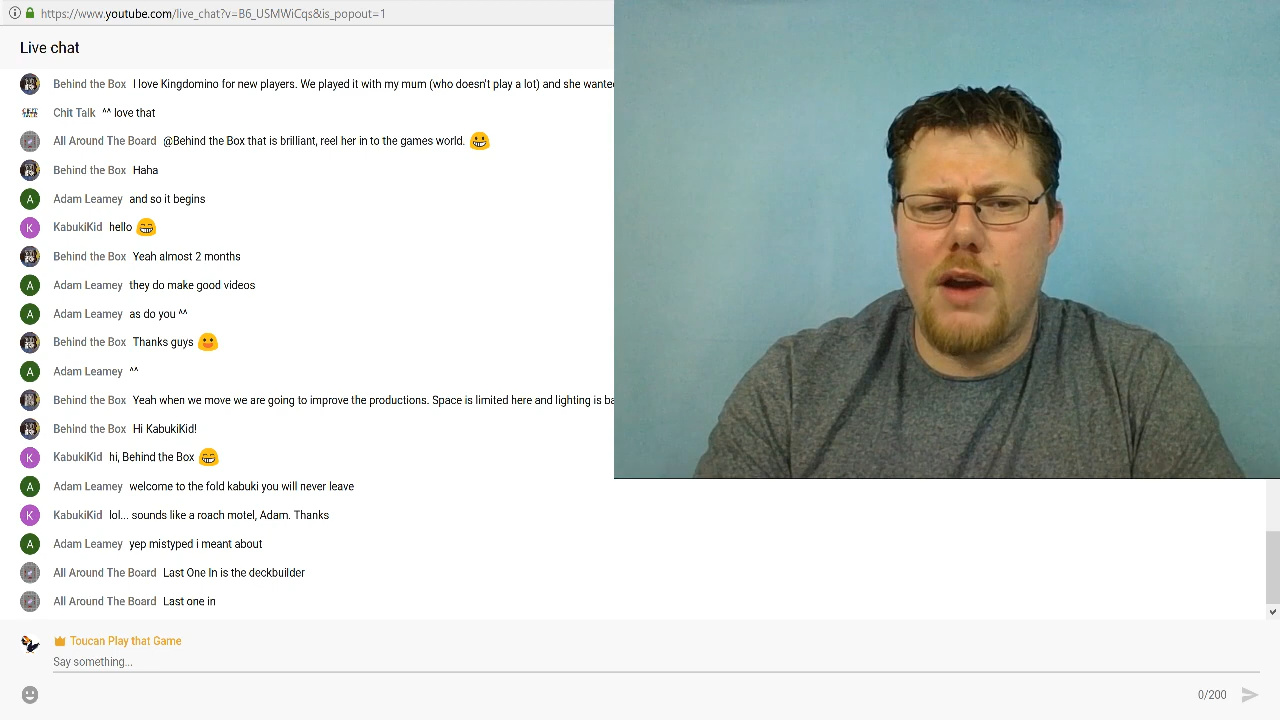 https://www.youtube.com/live_chat?v=B6_USMWiCqs&is_popout=1
Live chat
Behind the Box I love Kingdomino for new players. We played it with my mum (who doesn't play a lot) and she wanted
Chit Talk ^^ love that
All Around The Board @Behind the Box that is brilliant, reel her in to the games world.
Behind the Box Haha
A Adam Leamey and so it begins
K KabukiKid hello
Behind the Box Yeah almost 2 months
A Adam Leamey they do make good videos
A Adam Leamey as do you ^^
Behind the Box Thanks guys
A Adam Leamey ^^
Behind the Box Yeah when we move we are going to improve the productions. Space is limited here and lighting is ba
Behind the Box Hi KabukiKid!
K KabukiKid hi, Behind the Box
A Adam Leamey welcome to the fold kabuki you will never leave
K KabukiKid lol... sounds like a roach motel, Adam. Thanks
A Adam Leamey yep mistyped i meant about
All Around The Board Last One In is the deckbuilder
All Around The Board Last one in
Toucan Play that Game
Say something...
0/200